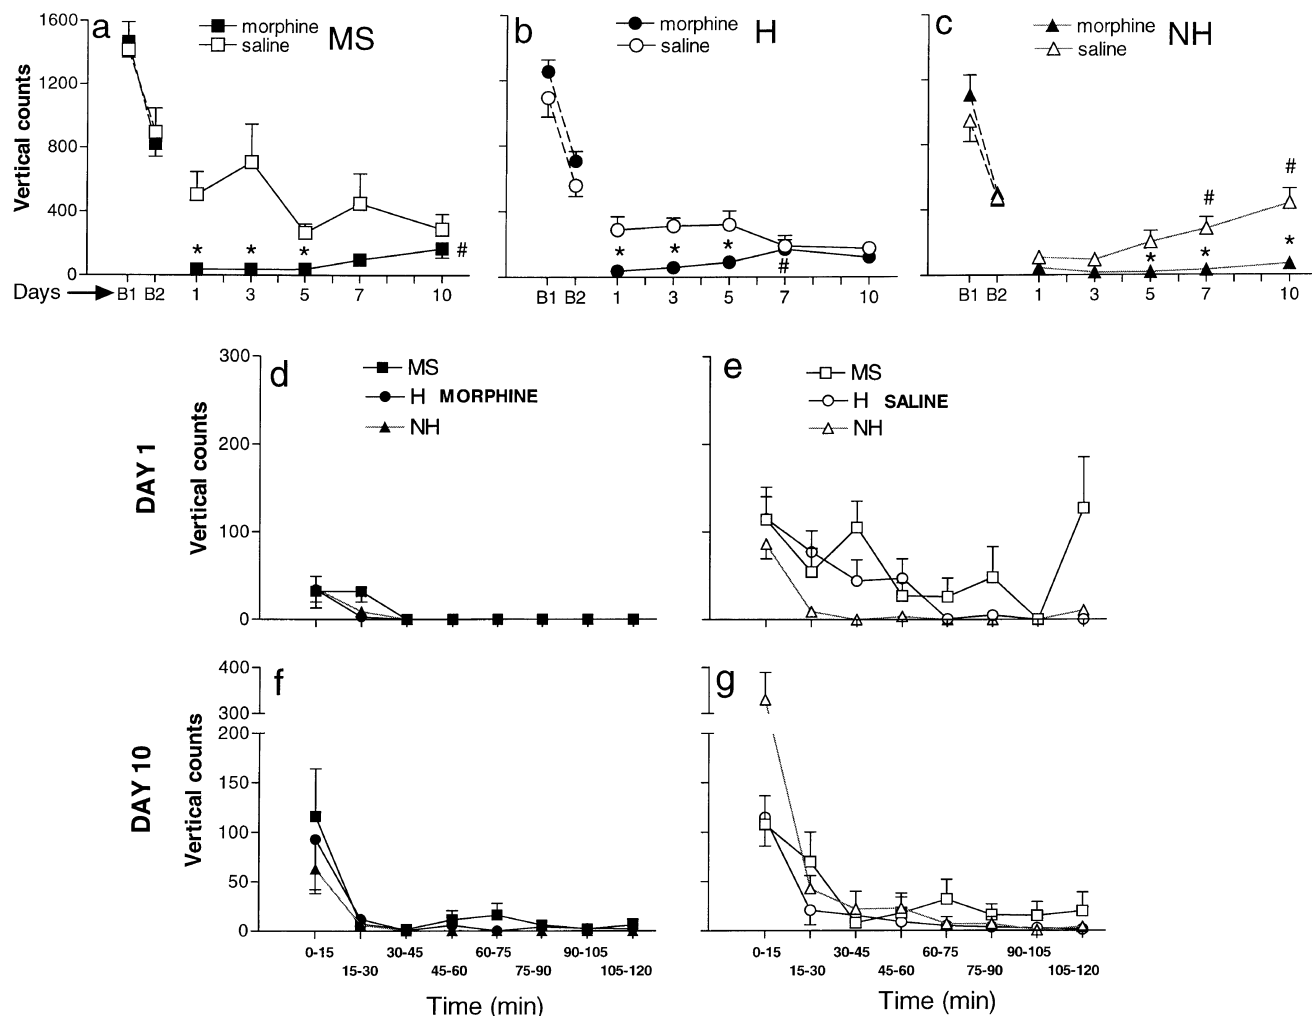 a
morphine
saline
MS
b
morphine
saline
H
c
morphine
saline
NH
Vertical counts
1600
1200
800
400
0
* * *
#
* * *
#
# #
* * *
Days B1 B2 1 3 5 7 10
B1 B2 1 3 5 7 10
B1 B2 1 3 5 7 10
DAY 1
Vertical counts
300
200
100
0
d
MS
H MORPHINE
NH
e
MS
H SALINE
NH
DAY 10
Vertical counts
400
300
200
150
100
50
0
f
g
0-15 30-45 60-75 90-105
15-30 45-60 75-90 105-120
Time (min)
0-15 30-45 60-75 90-105
15-30 45-60 75-90 105-120
Time (min)